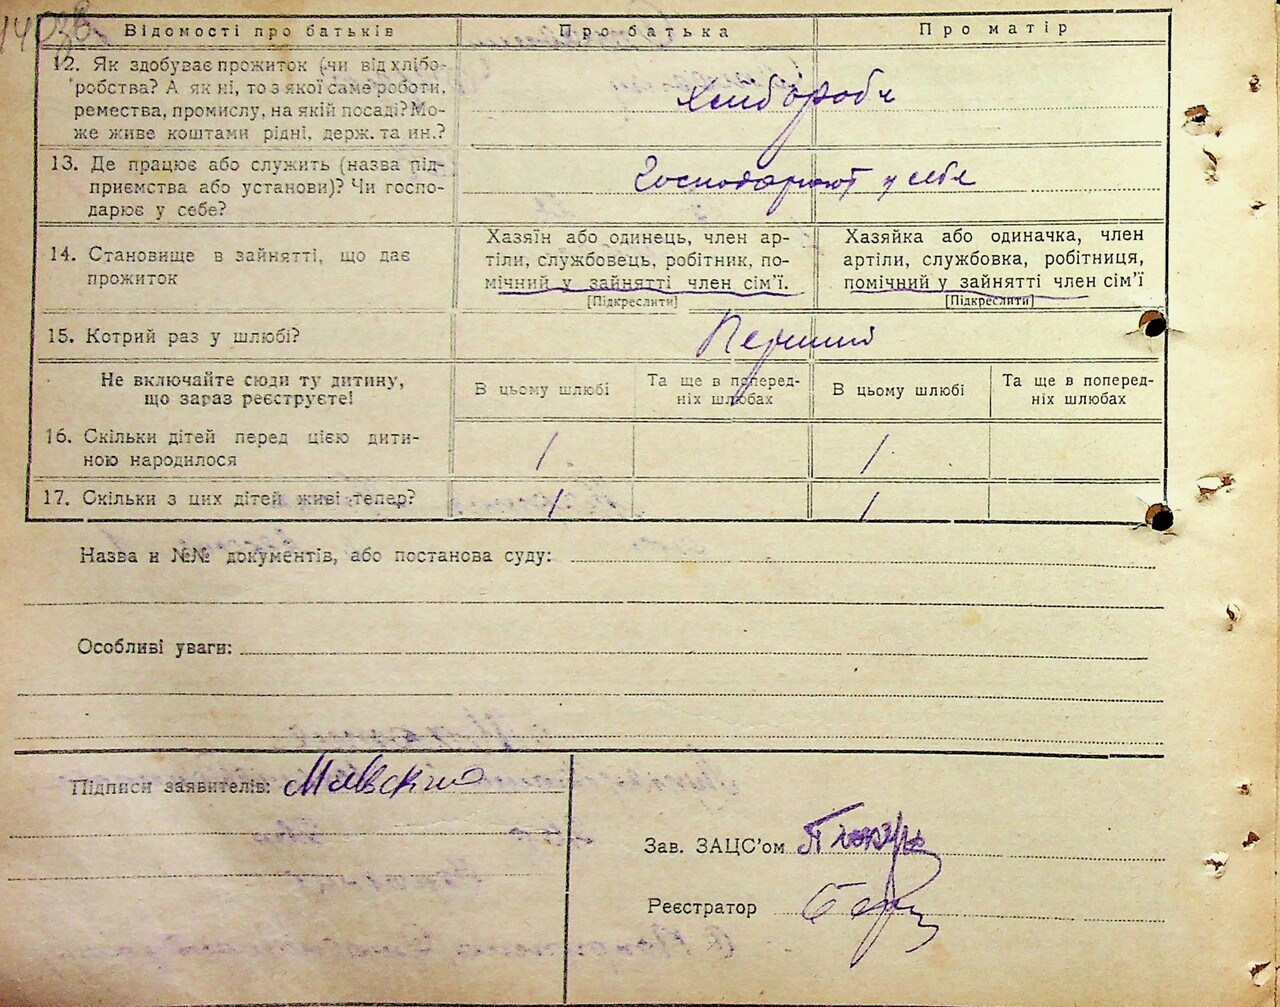 Відомості про батьків
Про батька
Про матір
12. Як здобуває прожиток (чи від хлібо-
робства? А як ні, то з якої саме роботи,
ремества, промислу, на якій посаді? Мо-
же живе коштами рідні, держ. та ин.?
13. Де працює або служить (назва під-
приємства або установи)? Чи госпо-
дарює у себе?
Господарюют у себе
14. Становище в зайнятті, що дає
прожиток
Хазяїн або одинець, член ар-
тіли, службовець, робітник, по-
мічний у зайнятті член сім’ї.
[Підкреслити]
Хазяйка або одиначка, член
артіли, службовка, робітниця,
помічний у зайнятті член сім’ї
[Підкреслити]
15. Котрий раз у шлюбі?
Не включайте сюди ту дитину,
що зараз реєструєте!
В цьому шлюбі
Та ще в поперед-
ніх шлюбах
В цьому шлюбі
Та ще в поперед-
ніх шлюбах
16. Скільки дітей перед цією дити-
ною народилося
1
1
17. Скільки з цих дітей живі тепер?
1
1
Назва и №№ документів, або постанова суду:
Особливі уваги:
Підписи заявителів:
Зав. ЗАЦС’ом
Реєстратор